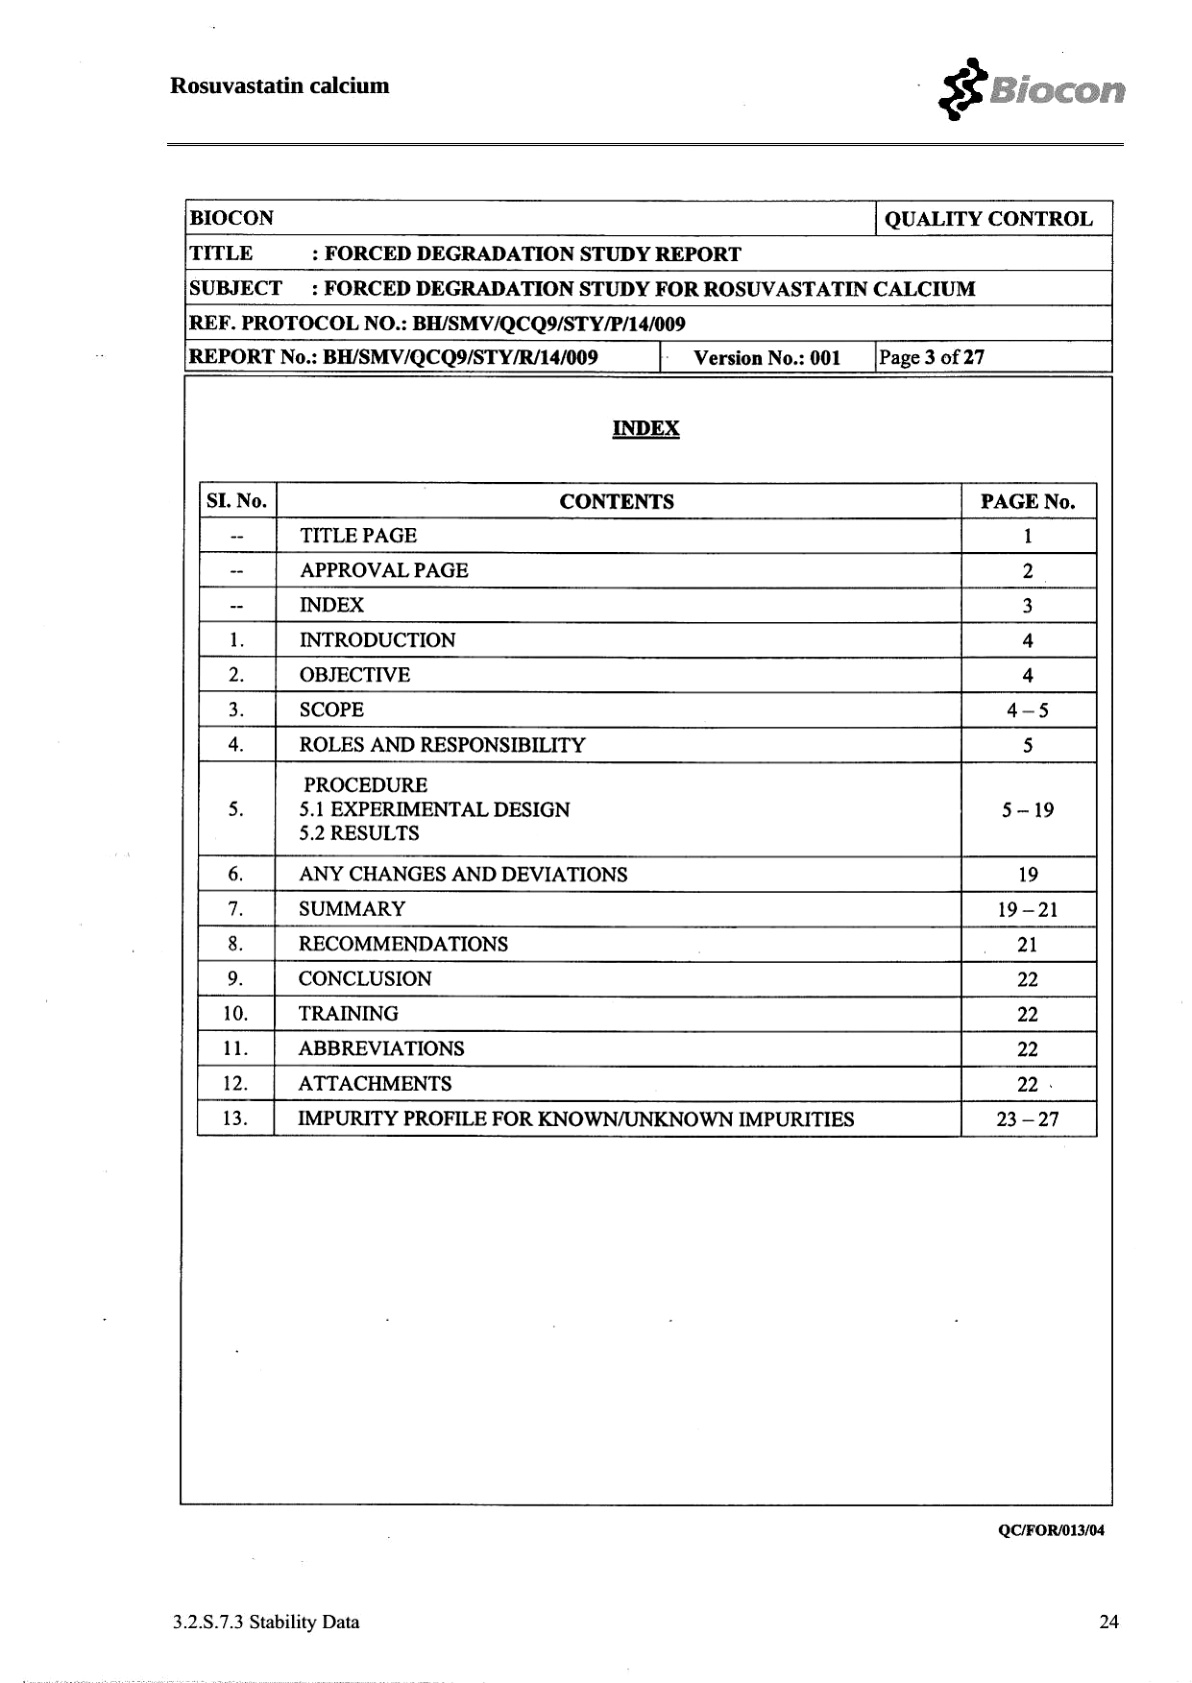 Rosuvastatin calcium
Biocon
BIOCON QUALITY CONTROL
TITLE : FORCED DEGRADATION STUDY REPORT
SUBJECT : FORCED DEGRADATION STUDY FOR ROSUVASTATIN CALCIUM
REF. PROTOCOL NO.: BH/SMV/QCQ9/STY/P/14/009
REPORT No.: BH/SMV/QCQ9/STY/R/14/009 Version No.: 001 Page 3 of 27
INDEX
SI. No. CONTENTS PAGE No.
-- TITLE PAGE 1
-- APPROVAL PAGE 2
-- INDEX 3
1. INTRODUCTION 4
2. OBJECTIVE 4
3. SCOPE 4 – 5
4. ROLES AND RESPONSIBILITY 5
PROCEDURE
5. 5.1 EXPERIMENTAL DESIGN 5 – 19
5.2 RESULTS
6. ANY CHANGES AND DEVIATIONS 19
7. SUMMARY 19 – 21
8. RECOMMENDATIONS 21
9. CONCLUSION 22
10. TRAINING 22
11. ABBREVIATIONS 22
12. ATTACHMENTS 22
13. IMPURITY PROFILE FOR KNOWN/UNKNOWN IMPURITIES 23 – 27
QC/FOR/013/04
3.2.S.7.3 Stability Data 24